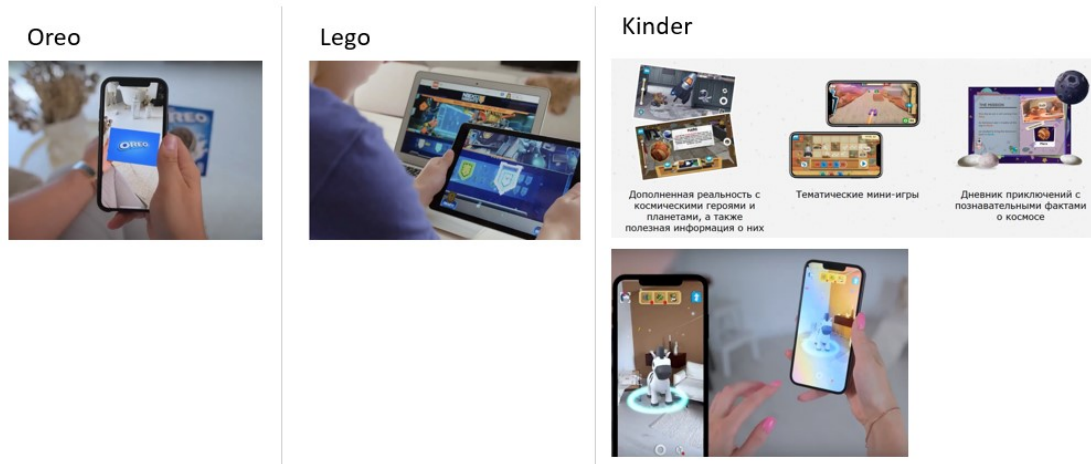 Oreo
Lego
Kinder
OREO
OREO
Дополненная реальность с
космическими героями и
планетами, а также
полезная информация о них
Тематические мини-игры
Дневник приключений с
познавательными фактами
о космосе